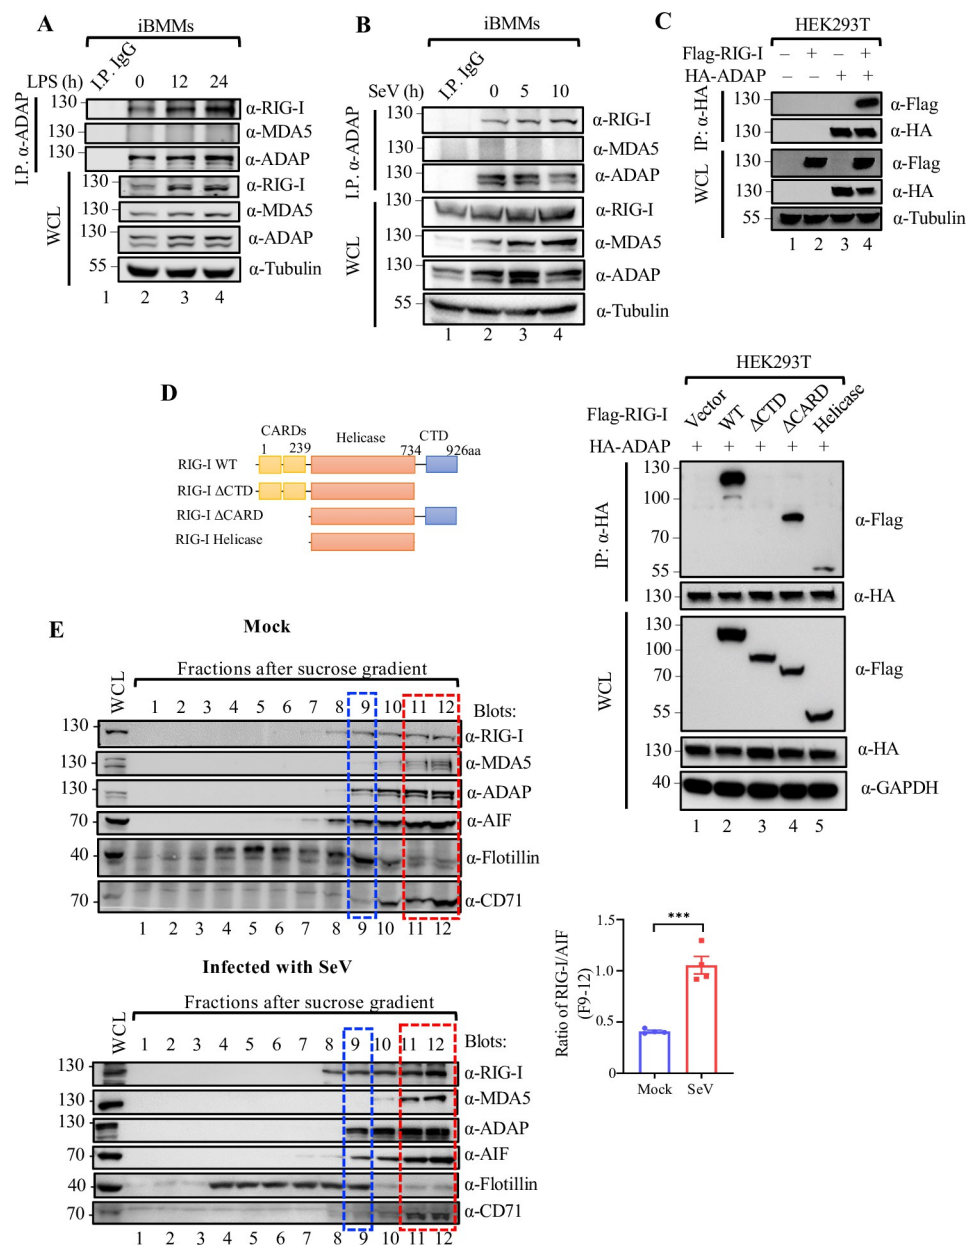 A
iBMMs
I.P. IgG
LPS (h) 0 12 24
I.P. α-ADAP
130 α-RIG-I
130 α-MDA5
130 α-ADAP
WCL
130 α-RIG-I
130 α-MDA5
130 α-ADAP
55 α-Tubulin
1 2 3 4
B
iBMMs
I.P. IgG
SeV (h) 0 5 10
I.P. α-ADAP
130 α-RIG-I
130 α-MDA5
130 α-ADAP
WCL
130 α-RIG-I
130 α-MDA5
130 α-ADAP
55 α-Tubulin
1 2 3 4
C
HEK293T
Flag-RIG-I – + – +
HA-ADAP – – + +
IP: α-HA
130 α-Flag
130 α-HA
WCL
130 α-Flag
130 α-HA
55 α-Tubulin
1 2 3 4
D
CARDs Helicase CTD
1 239 734 926aa
RIG-I WT
RIG-I ΔCTD
RIG-I ΔCARD
RIG-I Helicase
HEK293T
Flag-RIG-I Vector WT ΔCTD ΔCARD Helicase
HA-ADAP + + + + +
IP: α-HA
130
100
α-Flag
70
55
130 α-HA
WCL
130
100
α-Flag
70
55
130 α-HA
40 α-GAPDH
1 2 3 4 5
E
Mock
Fractions after sucrose gradient
WCL 1 2 3 4 5 6 7 8 9 10 11 12 Blots:
130 α-RIG-I
130 α-MDA5
130 α-ADAP
70 α-AIF
40 α-Flotillin
70 α-CD71
1 2 3 4 5 6 7 8 9 10 11 12
Infected with SeV
Fractions after sucrose gradient
WCL 1 2 3 4 5 6 7 8 9 10 11 12 Blots:
130 α-RIG-I
130 α-MDA5
130 α-ADAP
70 α-AIF
40 α-Flotillin
70 α-CD71
1 2 3 4 5 6 7 8 9 10 11 12
Ratio of RIG-I/AIF
(F9-12)
1.5
***
1.0
0.5
0
Mock SeV